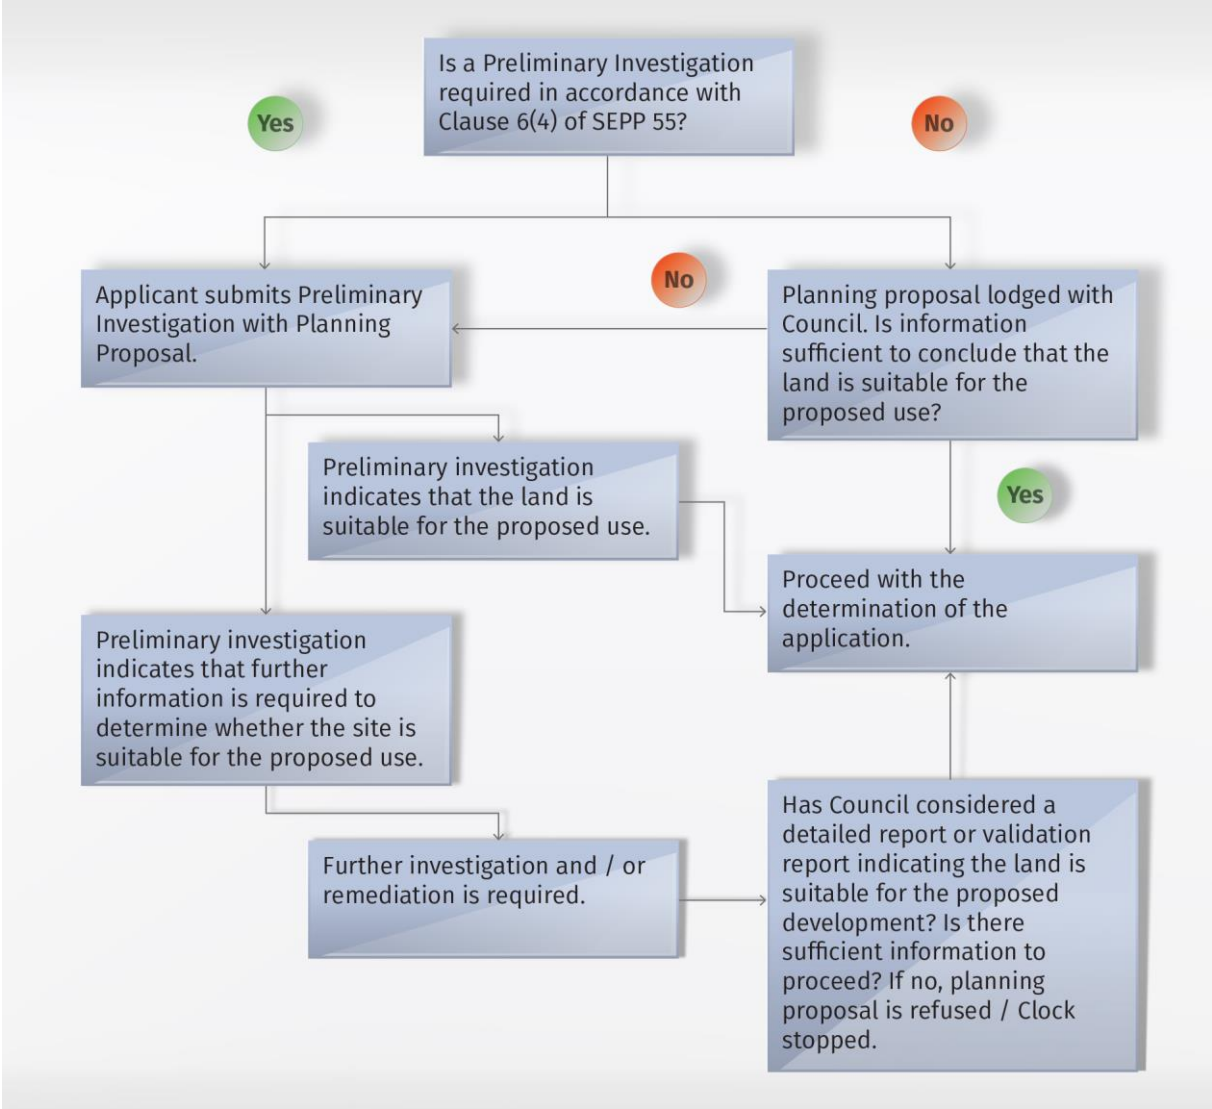 Is a Preliminary Investigation
required in accordance with
Clause 6(4) of SEPP 55?
Yes
No
Applicant submits Preliminary
Investigation with Planning
Proposal.
No
Planning proposal lodged with
Council. Is information
sufficient to conclude that the
land is suitable for the
proposed use?
Preliminary investigation
indicates that the land is
suitable for the proposed use.
Yes
Proceed with the
determination of the
application.
Preliminary investigation
indicates that further
information is required to
determine whether the site is
suitable for the proposed use.
Further investigation and / or
remediation is required.
Has Council considered a
detailed report or validation
report indicating the land is
suitable for the proposed
development? Is there
sufficient information to
proceed? If no, planning
proposal is refused / Clock
stopped.